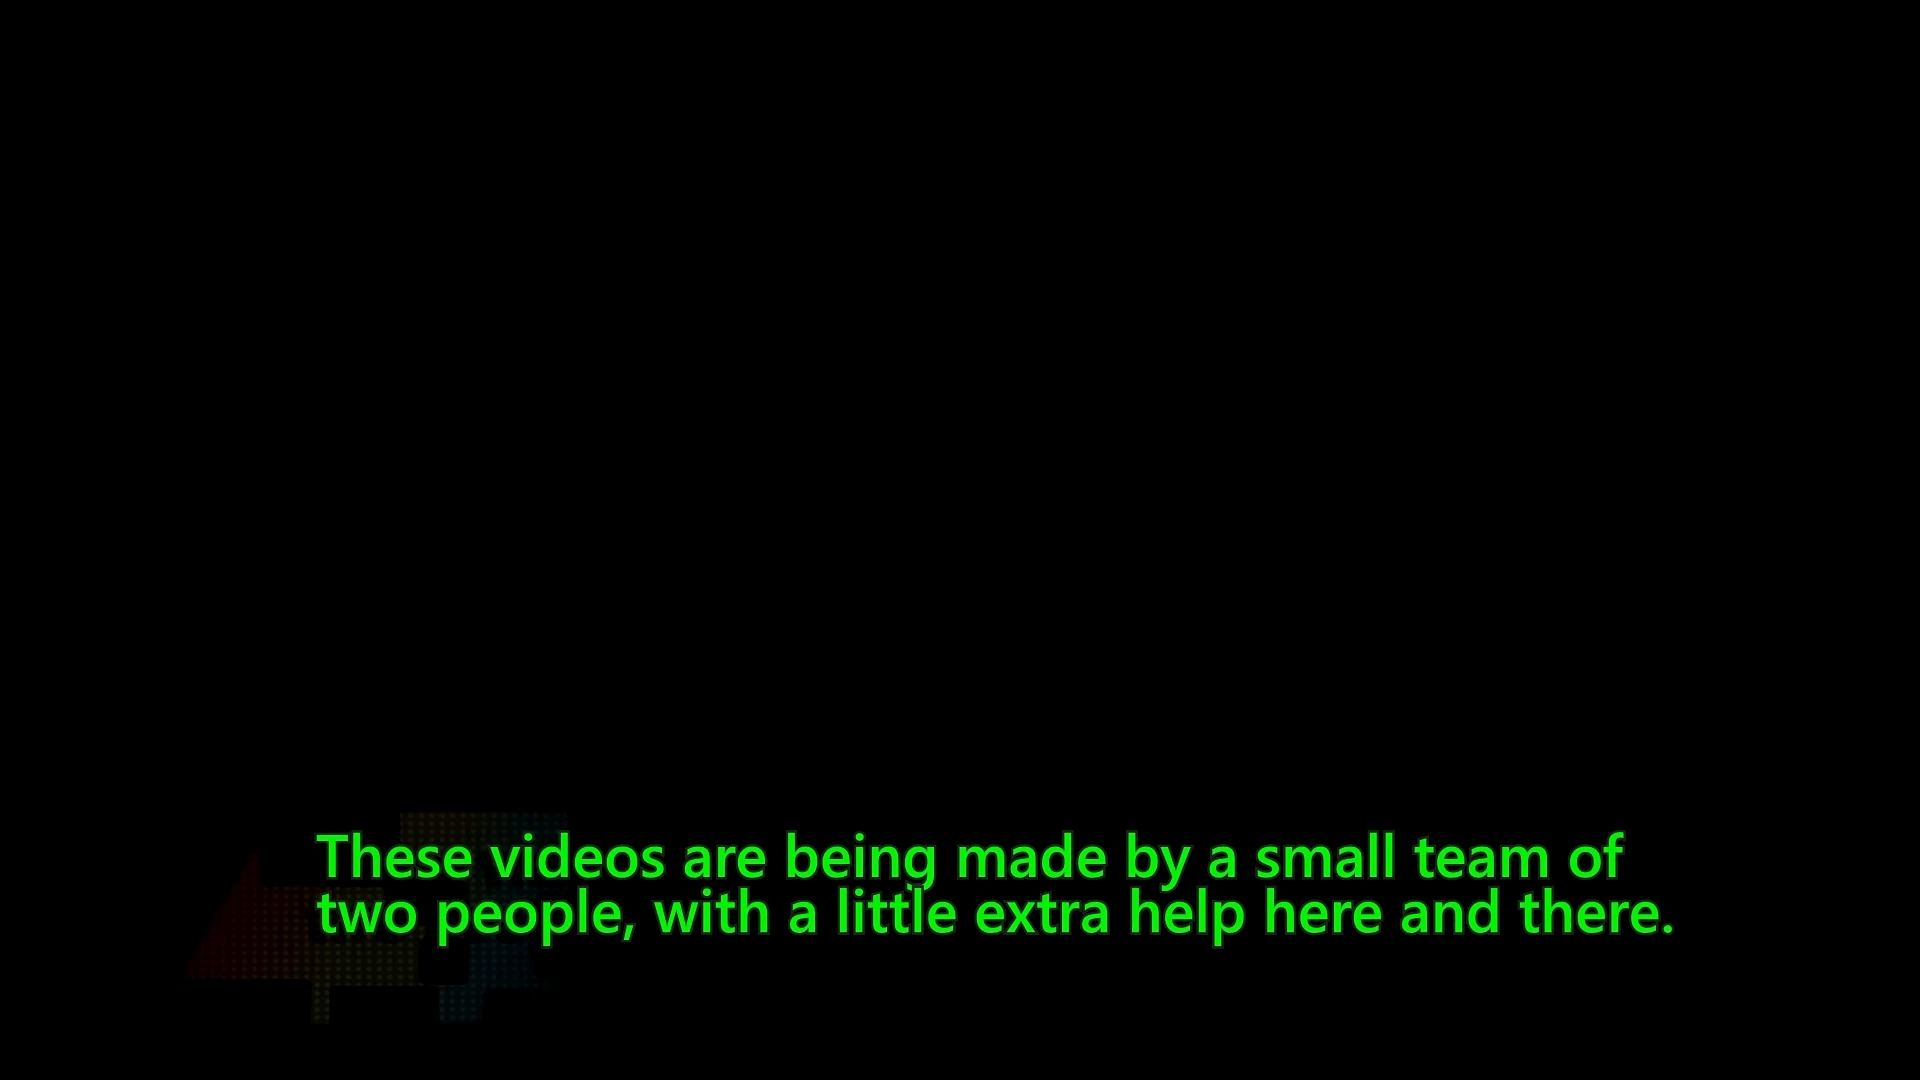 These videos are being made by a small team of
two people, with a little extra help here and there.